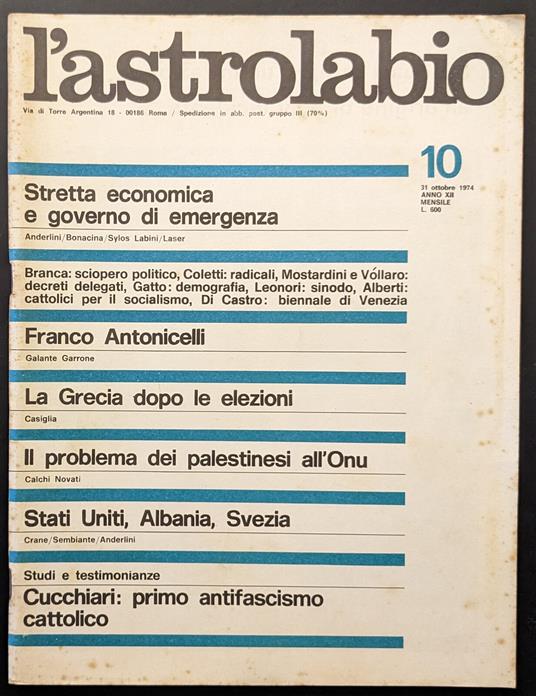 l'astrolabio
Via di Torre Argentina 18 - 00186 Roma / Spedizione in abb. post. gruppo III (70%)
10
31 ottobre 1974
ANNO XII
MENSILE
L. 600
Stretta economica
e governo di emergenza
Anderlini/Bonacina/Sylos Labini/Laser
Branca: sciopero politico, Coletti: radicali, Mostardini e Vóllaro:
decreti delegati, Gatto: demografia, Leonori: sinodo, Alberti:
cattolici per il socialismo, Di Castro: biennale di Venezia
Franco Antonicelli
Galante Garrone
La Grecia dopo le elezioni
Casiglia
Il problema dei palestinesi all'Onu
Calchi Novati
Stati Uniti, Albania, Svezia
Crane/Sembiante/Anderlini
Studi e testimonianze
Cucchiari: primo antifascismo
cattolico